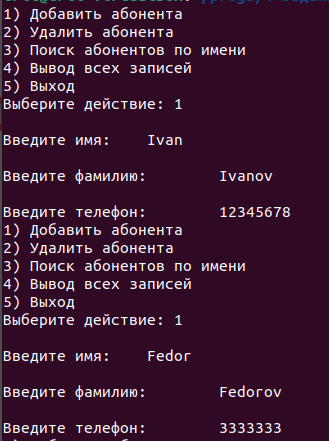 1) Добавить абонента
2) Удалить абонента
3) Поиск абонентов по имени
4) Вывод всех записей
5) Выход
Выберите действие: 1
Введите имя: Ivan
Введите фамилию: Ivanov
Введите телефон: 12345678
1) Добавить абонента
2) Удалить абонента
3) Поиск абонентов по имени
4) Вывод всех записей
5) Выход
Выберите действие: 1
Введите имя: Fedor
Введите фамилию: Fedorov
Введите телефон: 3333333